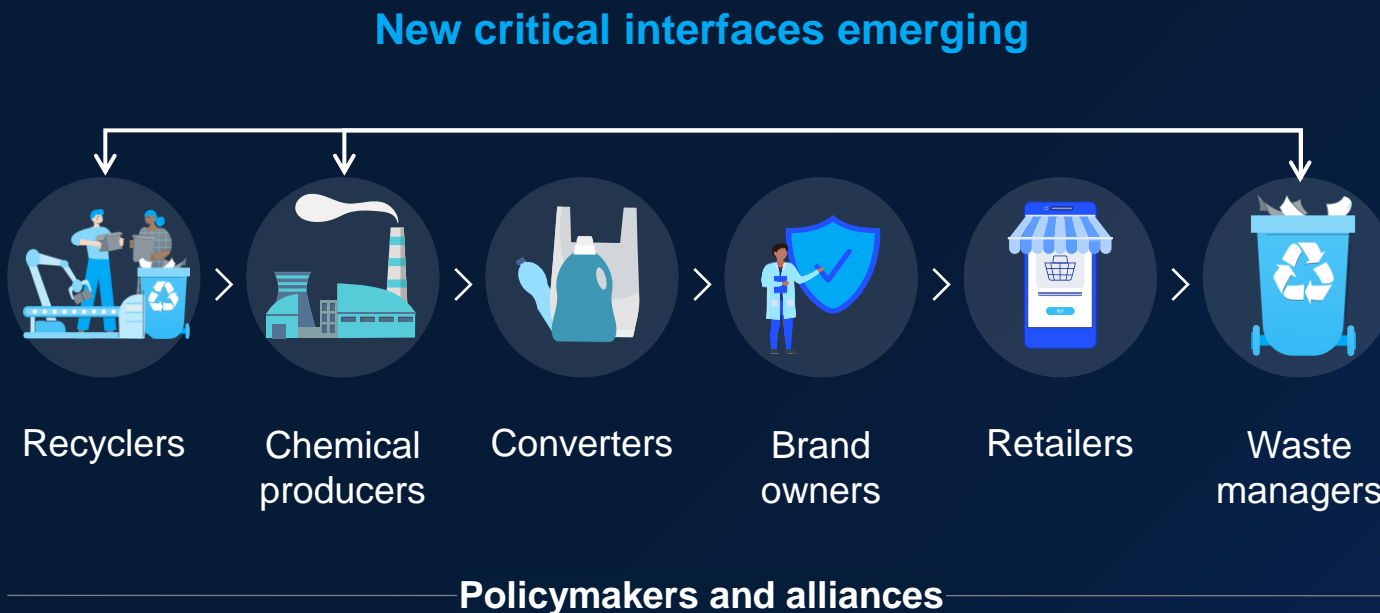 New critical interfaces emerging
Recyclers
Chemical
producers
Converters
Brand
owners
Retailers
Waste
managers
Policymakers and alliances